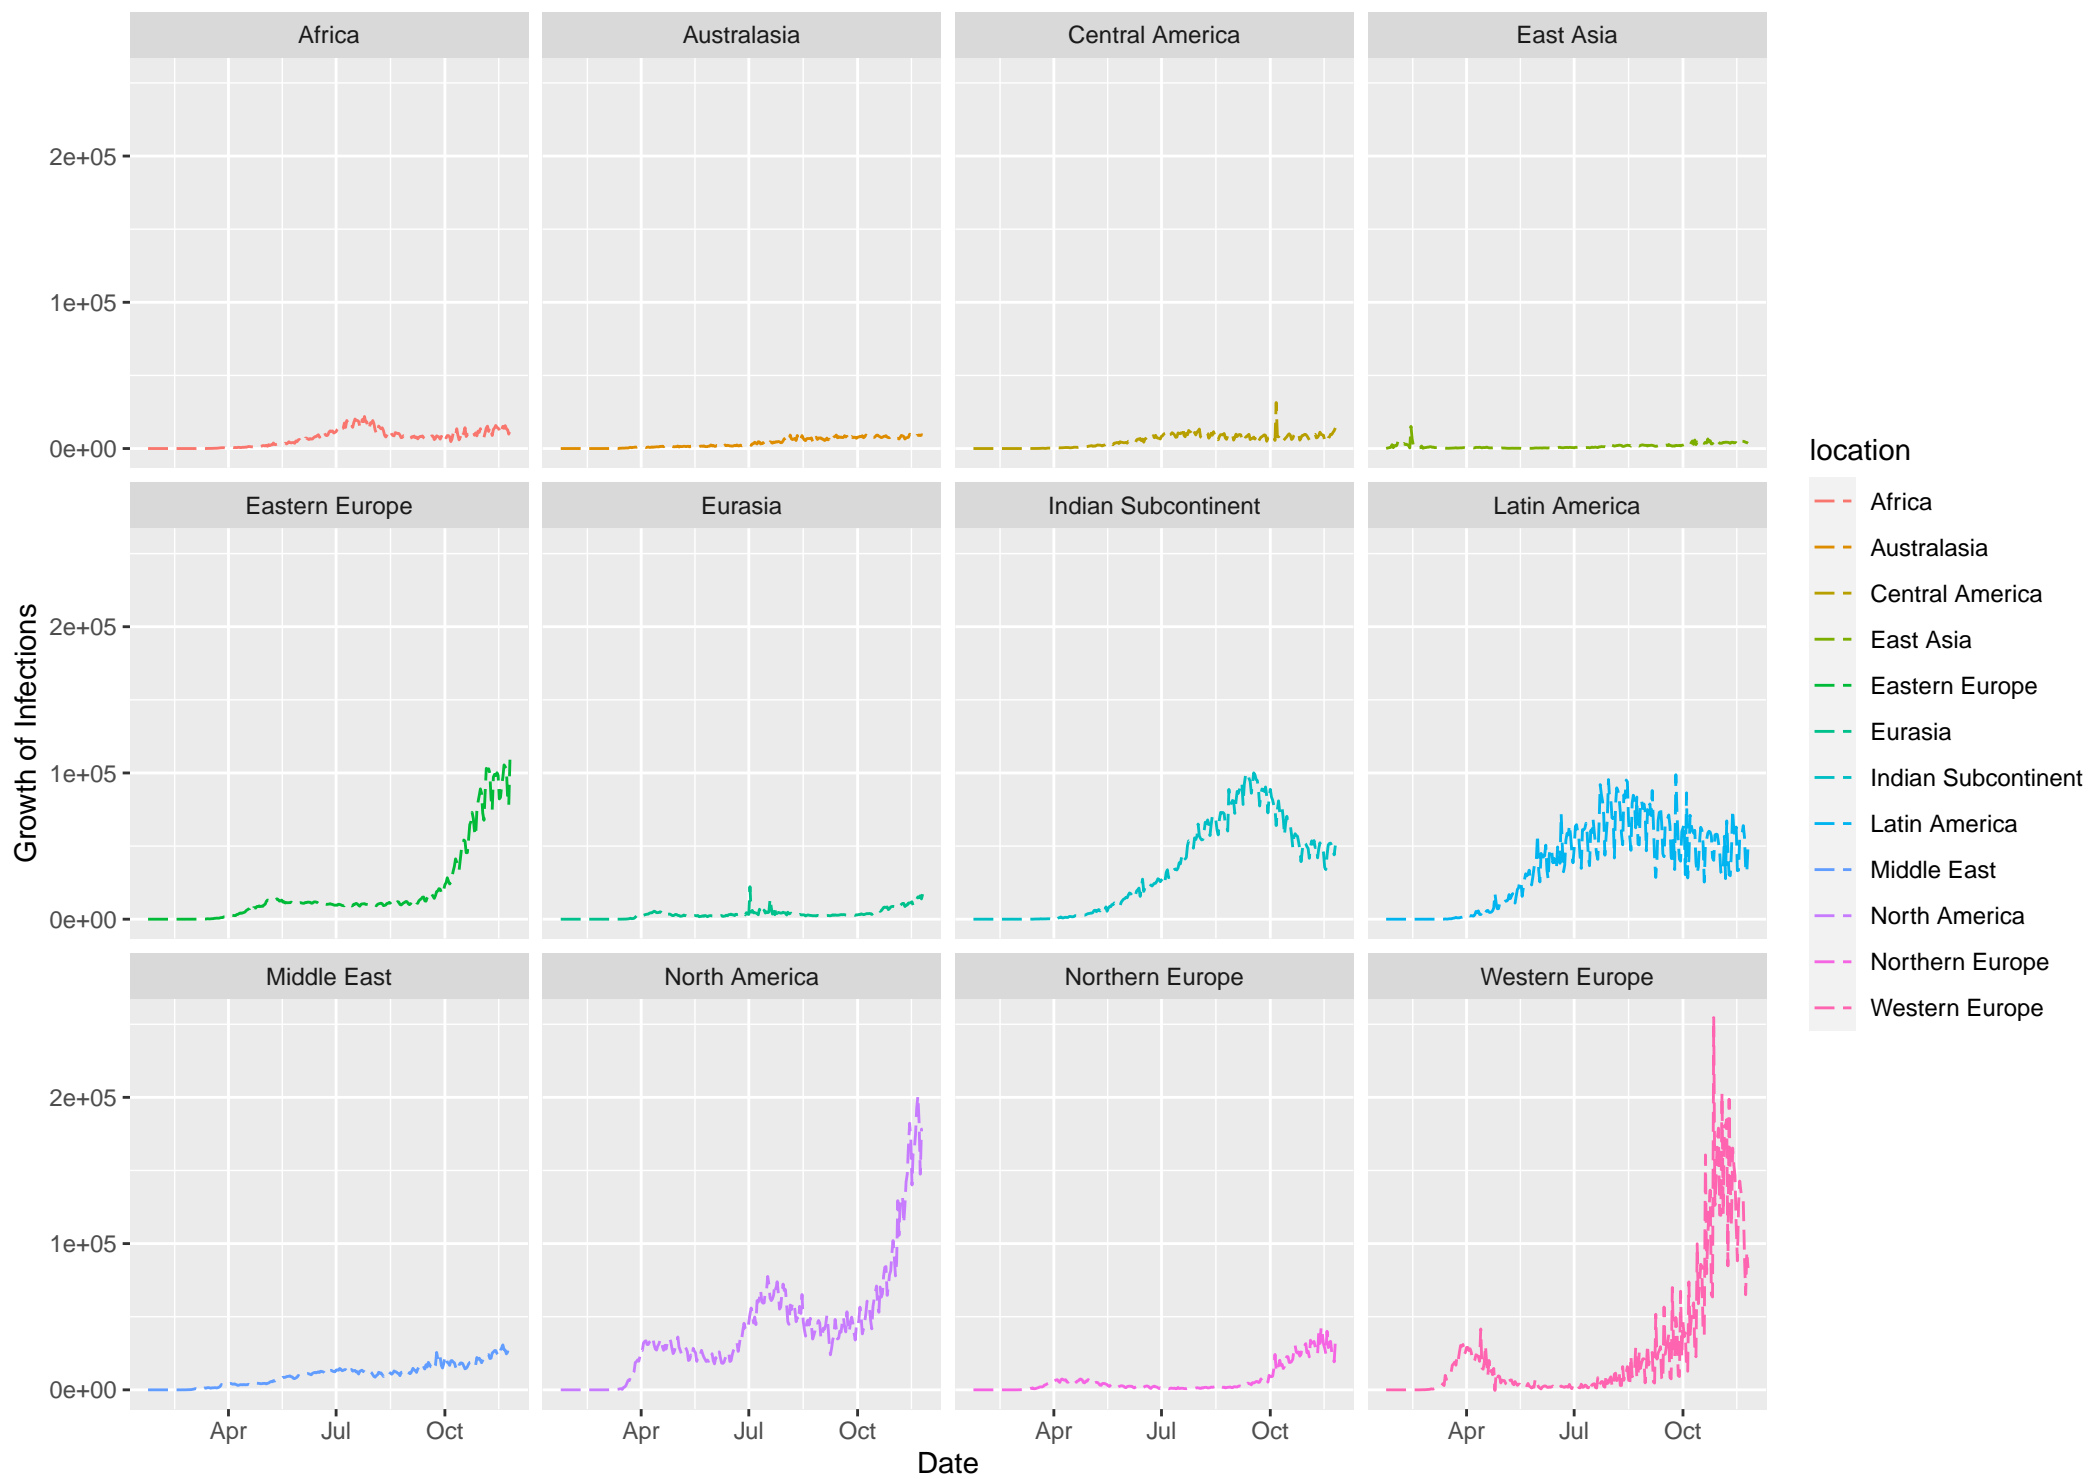 Africa
Australasia
Central America
East Asia
2e+05
1e+05
0e+00
Eastern Europe
Eurasia
Indian Subcontinent
Latin America
2e+05
1e+05
0e+00
Middle East
North America
Northern Europe
Western Europe
2e+05
1e+05
0e+00
Apr
Jul
Oct
Apr
Jul
Oct
Apr
Jul
Oct
Apr
Jul
Oct
Date
Growth of Infections
location
Africa
Australasia
Central America
East Asia
Eastern Europe
Eurasia
Indian Subcontinent
Latin America
Middle East
North America
Northern Europe
Western Europe